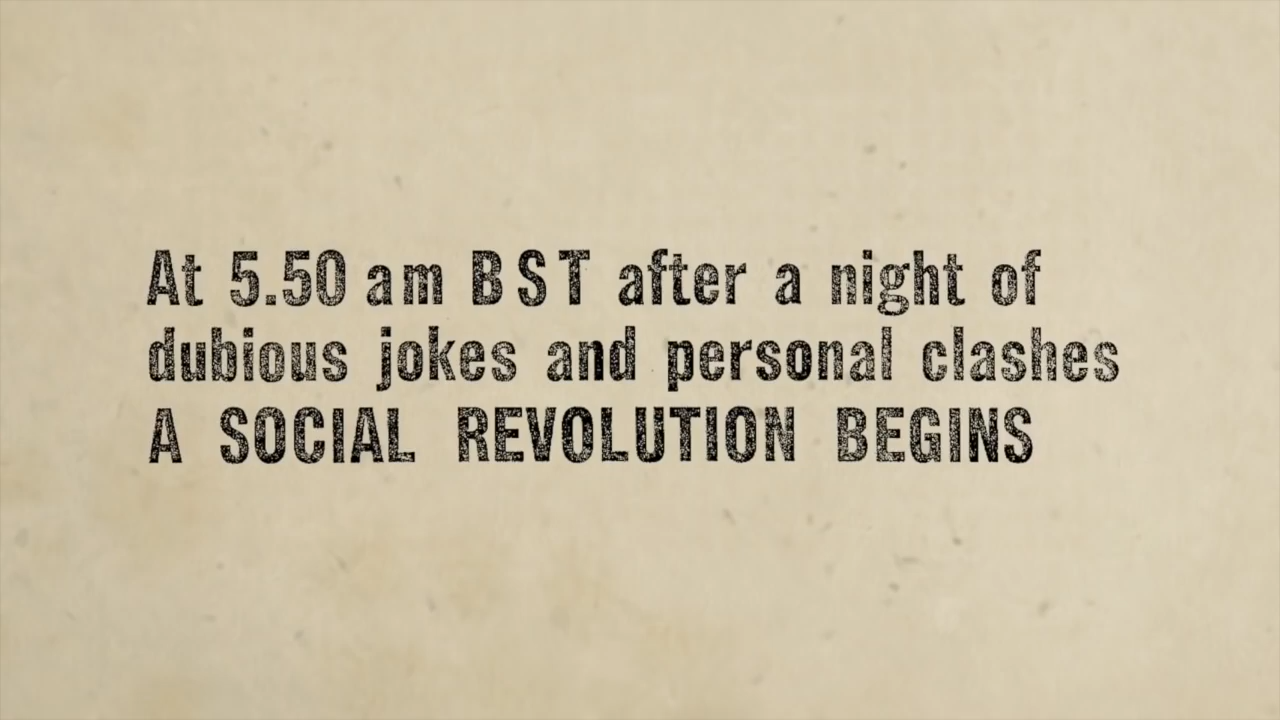 At 5.50 am BST after a night of
dubious jokes and personal clashes
A SOCIAL REVOLUTION BEGINS